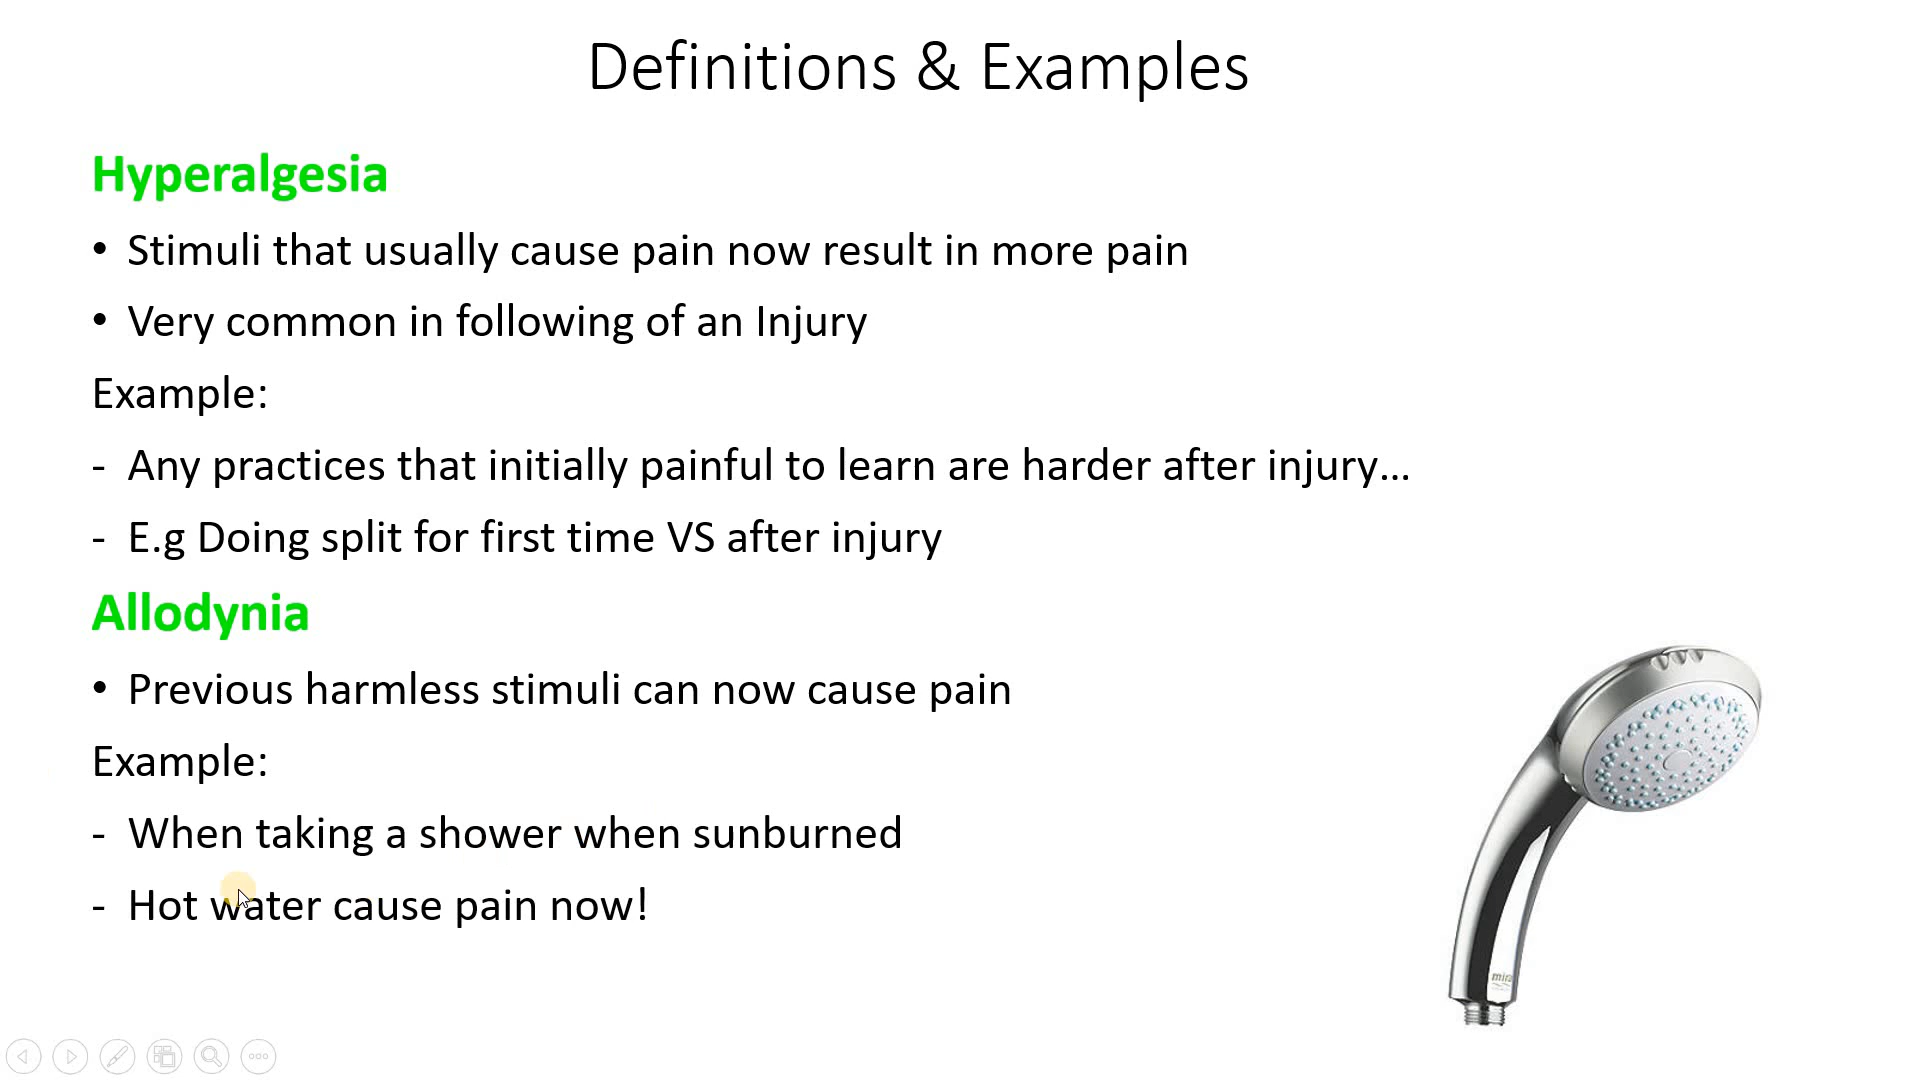 Definitions & Examples
Hyperalgesia
• Stimuli that usually cause pain now result in more pain
• Very common in following of an Injury
Example:
- Any practices that initially painful to learn are harder after injury...
- E.g Doing split for first time VS after injury
Allodynia
• Previous harmless stimuli can now cause pain
Example:
- When taking a shower when sunburned
- Hot water cause pain now!
mira